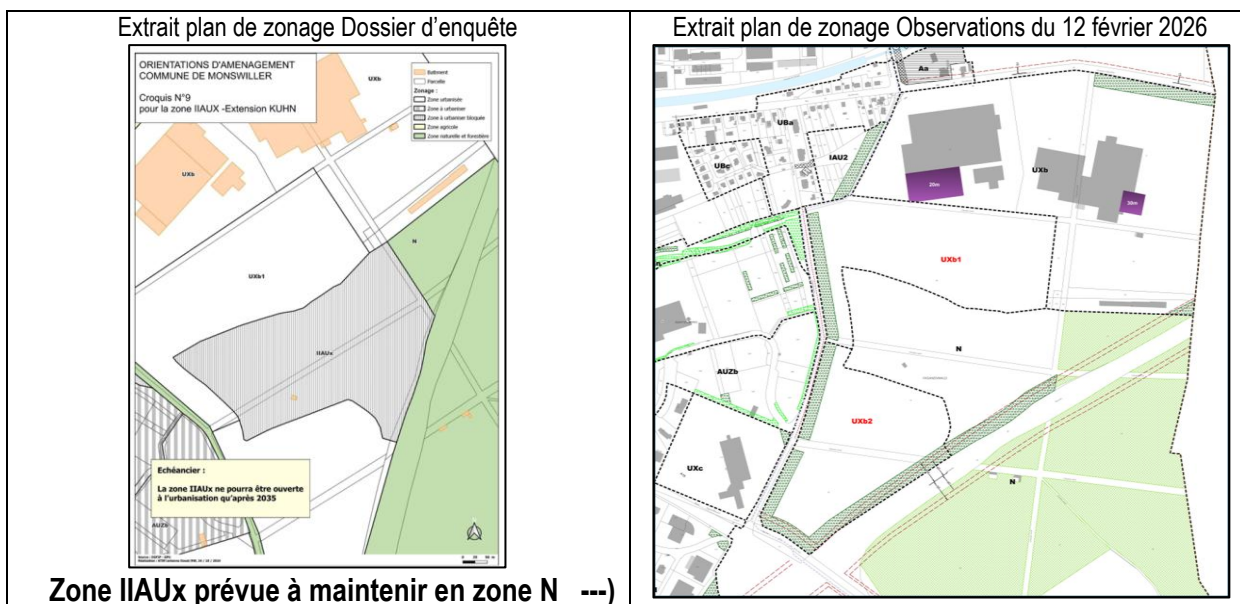 Extrait plan de zonage Dossier d’enquête
ORIENTATIONS D'AMENAGEMENT
COMMUNE DE MONSWILLER
Croquis N°9
pour la zone IIAUX -Extension KUHN
UXb
Batiment
Parcelle
Zonage :
Zone urbanisée
Zone à urbaniser
Zone à urbaniser bloquée
Zone agricole
Zone naturelle et forestière
UXb
N
UXb1
IIAUx
Echéancier :
La zone IIAUx ne pourra être ouverte
à l'urbanisation qu'après 2035
AUZb
Zone IIAUx prévue à maintenir en zone N ---)
Extrait plan de zonage Observations du 12 février 2026
Aa
UBa
UBc
IAU2
20m
UXb
30m
UXb1
N
AUZb
UXb2
UXc
N